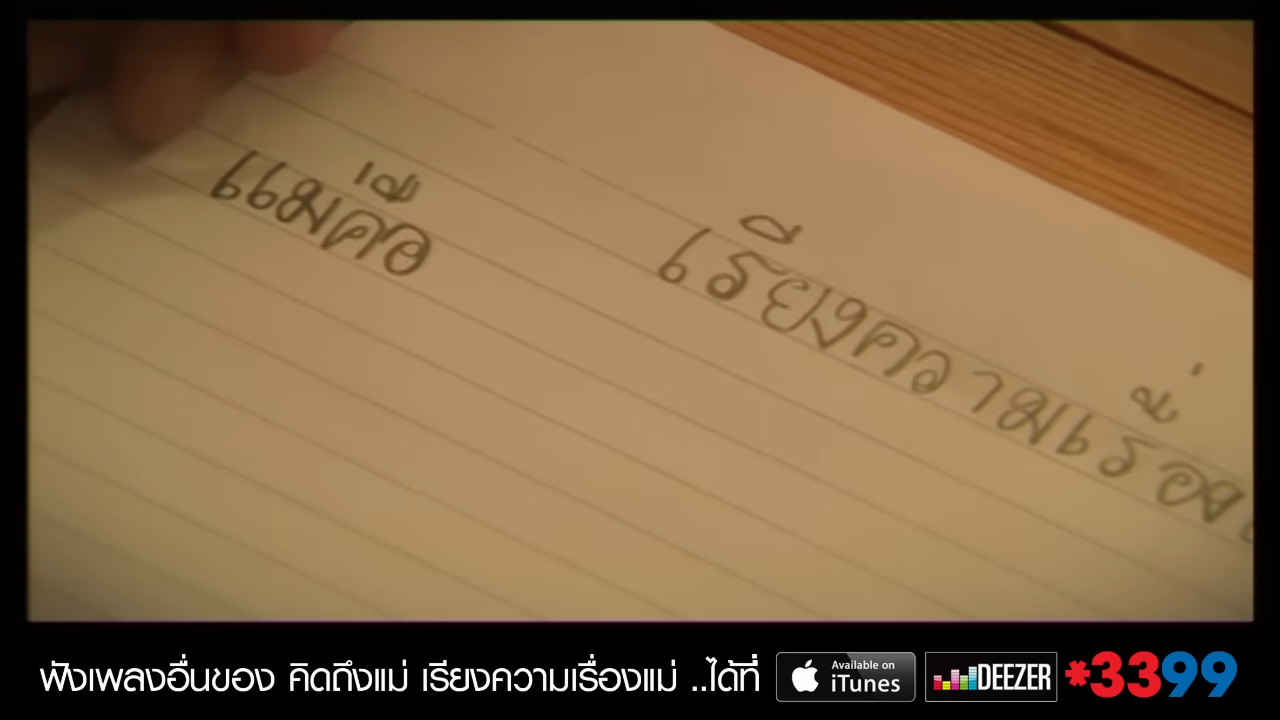 เรียงความเรื่อง
แม่คือ
ฟังเพลงอื่นของ คิดถึงแม่ เรียงความเรื่องแม่ ..ได้ที่ Available on iTunes DEEZER *3399